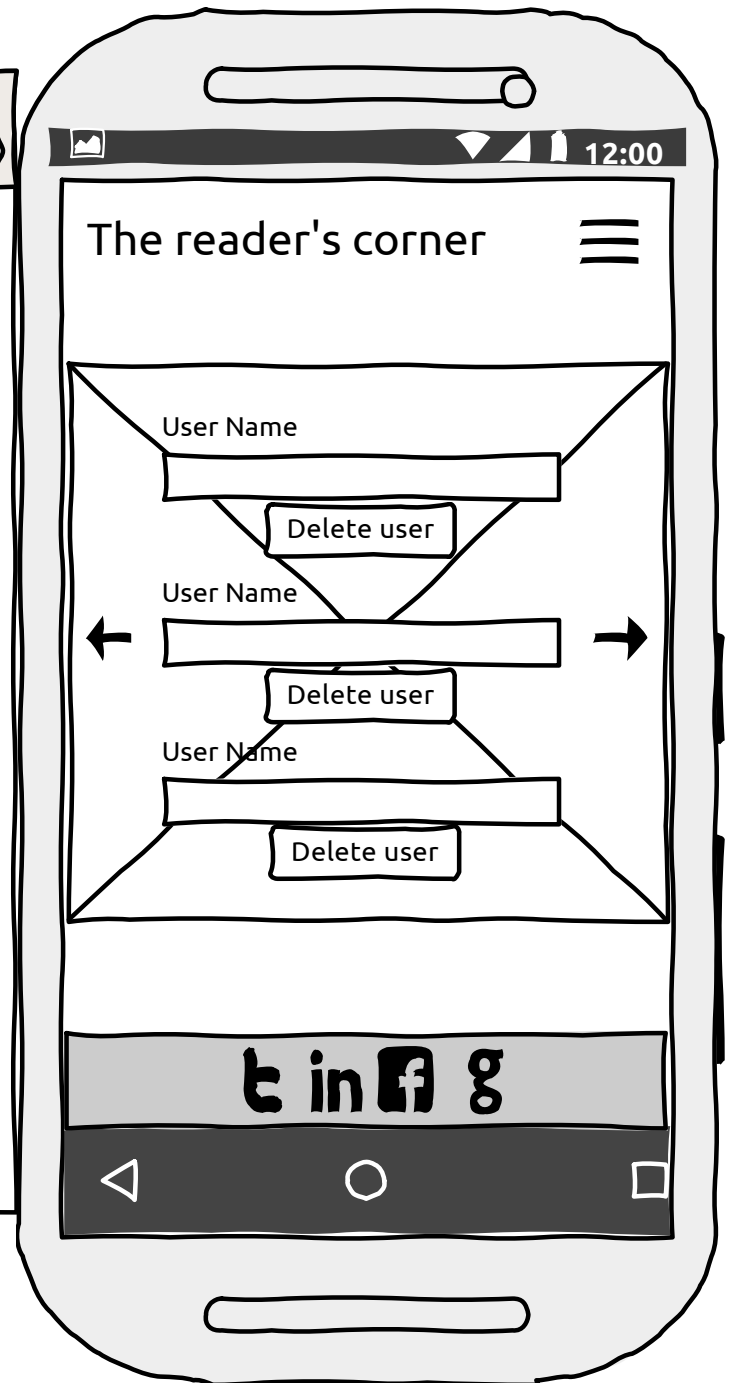 12:00
The reader's corner
User Name
Delete user
User Name
Delete user
User Name
Delete user
t in f g